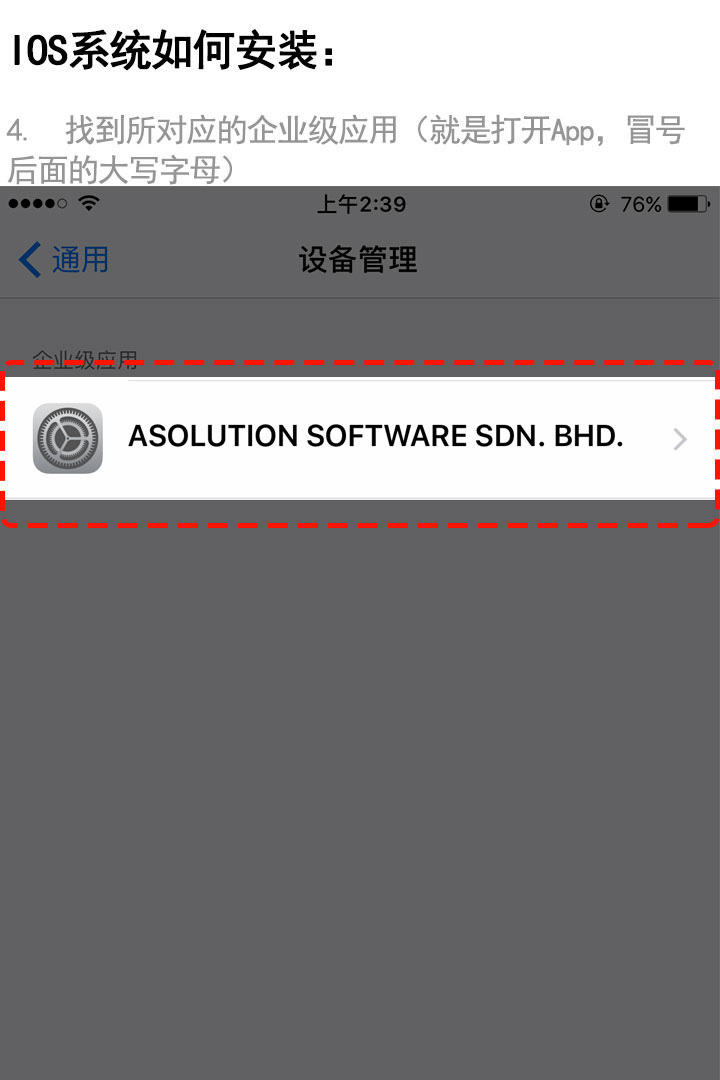 IOS系统如何安装：
4. 找到所对应的企业级应用（就是打开App，冒号
后面的大写字母）
上午2:39
76%
通用
设备管理
企业级应用
ASOLUTION SOFTWARE SDN. BHD.